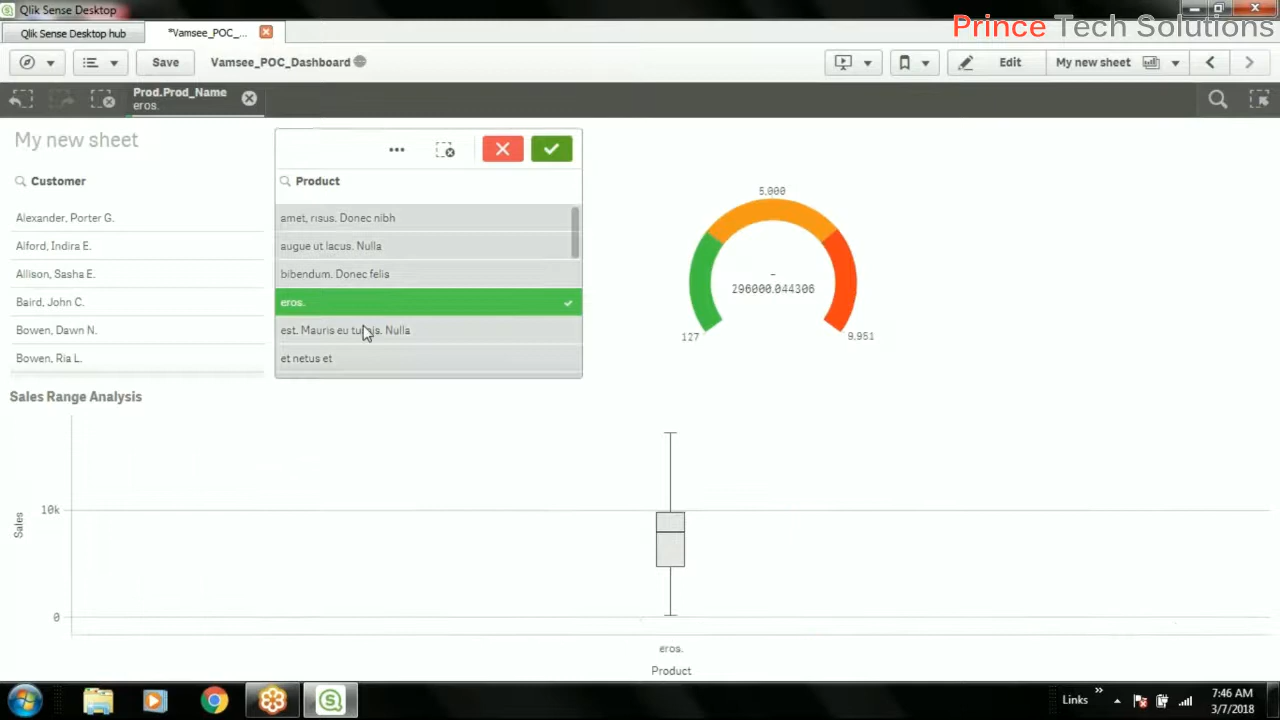 Qlik Sense Desktop
Prince Tech Solutions
Qlik Sense Desktop hub
*Vamsee_POC_...
Save
Vamsee_POC_Dashboard
Edit
My new sheet
Prod.Prod_Name
eros.
My new sheet
Customer
Alexander, Porter G.
Alford, Indira E.
Allison, Sasha E.
Baird, John C.
Bowen, Dawn N.
Bowen, Ria L.
Product
amet, risus. Donec nibh
augue ut lacus. Nulla
bibendum. Donec felis
eros.
est. Mauris eu turpis. Nulla
et netus et
5.000
-
296000.044306
127
9.951
Sales Range Analysis
Sales
10k
0
eros.
Product
Links
7:46 AM
3/7/2018